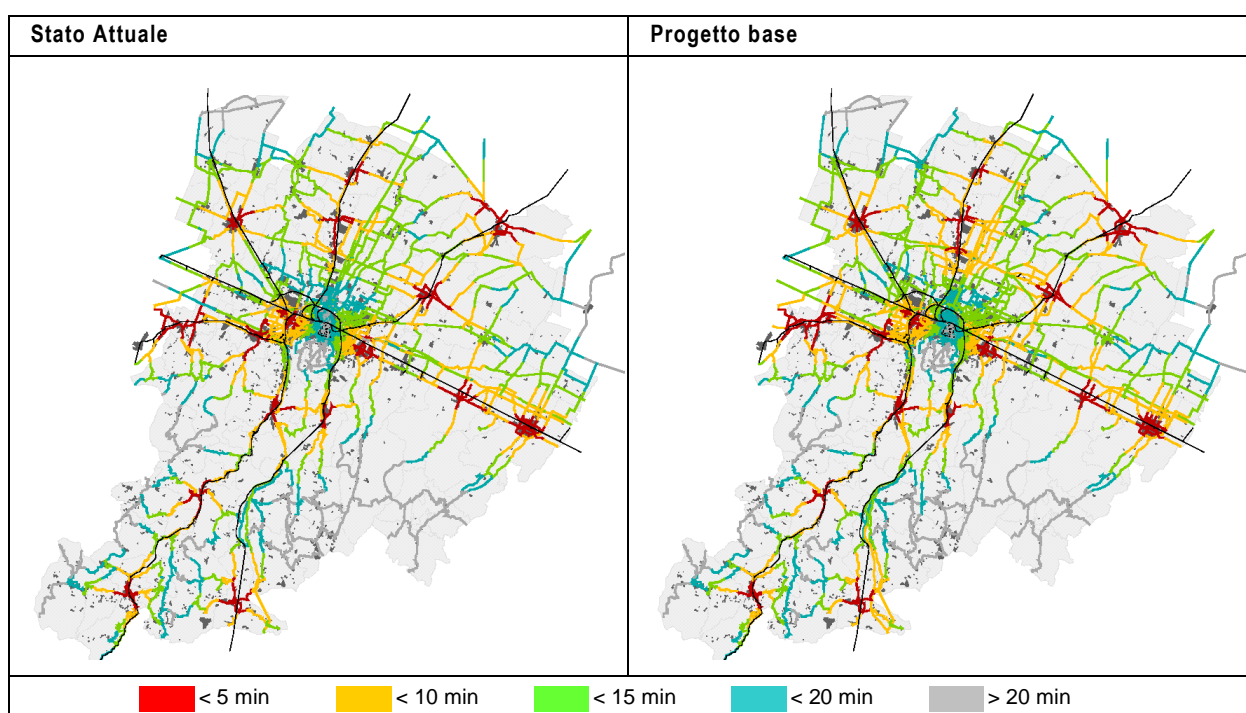 Stato Attuale
Progetto base
< 5 min
< 10 min
< 15 min
< 20 min
> 20 min